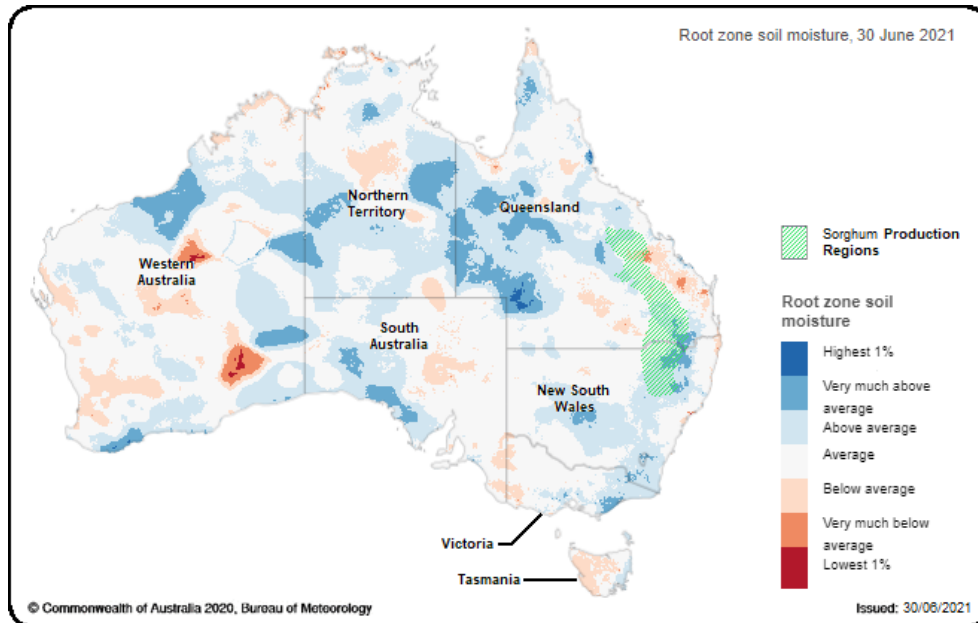 Root zone soil moisture, 30 June 2021
Northern
Territory
Queensland
Western
Australia
South
Australia
New South
Wales
Victoria
Tasmania
Sorghum Production
Regions
Root zone soil
moisture
Highest 1%
Very much above
average
Above average
Average
Below average
Very much below
average
Lowest 1%
© Commonwealth of Australia 2020, Bureau of Meteorology
Issued: 30/06/2021